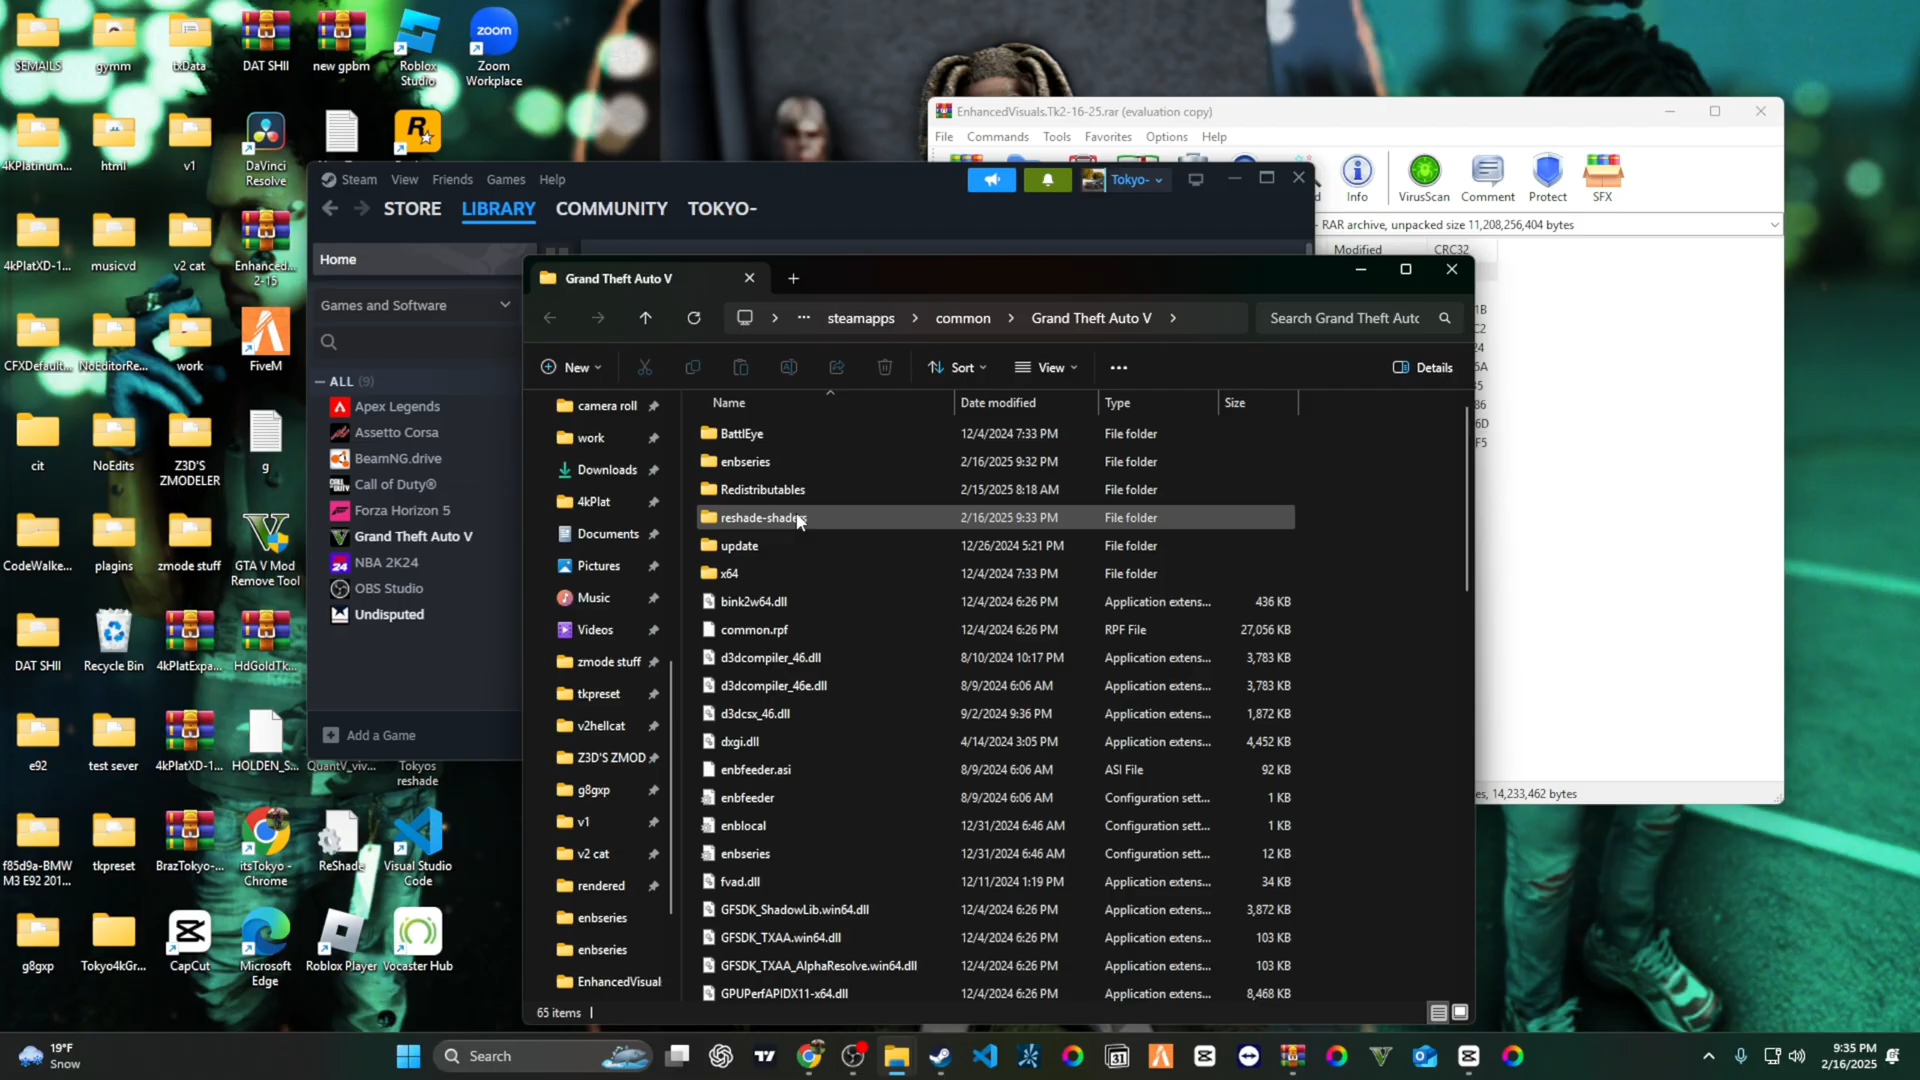 SEMAILS
gymm
txData
DAT SHII
new gpbm
Roblox
Studio
Zoom
Workplace
zoom
4KPlatinum...
html
v1
DaVinci
Resolve
4kPlatXD-1...
musicvd
v2 cat
Enhanced...
2-15
CFXDefault...
NoEditorRe...
work
FiveM
cit
NoEdits
Z3D'S
ZMODELER
g
CodeWalke...
plagins
zmode stuff
GTA V Mod
Remove Tool
DAT SHII
Recycle Bin
4kPlatExpa...
HdGoldTk...
e92
test sever
4kPlatXD-1...
HOLDEN_S...
QuantV_viv...
Tokyos
reshade
f85d9a-BMW
M3 E92 201...
tkpreset
BrazTokyo-...
itsTokyo -
Chrome
ReShade
Visual Studio
Code
g8gxp
Tokyo4kGr...
CapCut
Microsoft
Edge
Roblox Player
Vocaster Hub
EnhancedVisuals.Tk2-16-25.rar (evaluation copy)
File Commands Tools Favorites Options Help
Info VirusScan Comment Protect SFX
- RAR archive, unpacked size 11,208,256,404 bytes
Modified CRC32
1B
C2
24
5A
35
86
6D
F5
es, 14,233,462 bytes
Steam View Friends Games Help
Tokyo-
STORE LIBRARY COMMUNITY TOKYO-
Home
Games and Software
ALL (9)
Apex Legends
Assetto Corsa
BeamNG.drive
Call of Duty®
Forza Horizon 5
Grand Theft Auto V
NBA 2K24
OBS Studio
Undisputed
Add a Game
Grand Theft Auto V
steamapps > common > Grand Theft Auto V >
Search Grand Theft Autc
New Sort View ... Details
camera roll
work
Downloads
4kPlat
Documents
Pictures
Music
Videos
zmode stuff
tkpreset
v2hellcat
Z3D'S ZMOD
g8gxp
v1
v2 cat
rendered
enbseries
enbseries
EnhancedVisual
Name Date modified Type Size
BattlEye 12/4/2024 7:33 PM File folder
enbseries 2/16/2025 9:32 PM File folder
Redistributables 2/15/2025 8:18 AM File folder
reshade-shaders 2/16/2025 9:33 PM File folder
update 12/26/2024 5:21 PM File folder
x64 12/4/2024 7:33 PM File folder
bink2w64.dll 12/4/2024 6:26 PM Application extens... 436 KB
common.rpf 12/4/2024 6:26 PM RPF File 27,056 KB
d3dcompiler_46.dll 8/10/2024 10:17 PM Application extens... 3,783 KB
d3dcompiler_46e.dll 8/9/2024 6:06 AM Application extens... 3,783 KB
d3dcsx_46.dll 9/2/2024 9:36 PM Application extens... 1,872 KB
dxgi.dll 4/14/2024 3:05 PM Application extens... 4,452 KB
enbfeeder.asi 8/9/2024 6:06 AM ASI File 92 KB
enbfeeder 8/9/2024 6:06 AM Configuration sett... 1 KB
enblocal 12/31/2024 6:46 AM Configuration sett... 1 KB
enbseries 12/31/2024 6:46 AM Configuration sett... 12 KB
fvad.dll 12/11/2024 1:19 PM Application extens... 34 KB
GFSDK_ShadowLib.win64.dll 12/4/2024 6:26 PM Application extens... 3,872 KB
GFSDK_TXAA.win64.dll 12/4/2024 6:26 PM Application extens... 103 KB
GFSDK_TXAA_AlphaResolve.win64.dll 12/4/2024 6:26 PM Application extens... 103 KB
GPUPerfAPIDX11-x64.dll 12/4/2024 6:26 PM Application extens... 8,468 KB
65 items
19°F
Snow
Search
31
9:35 PM
2/16/2025